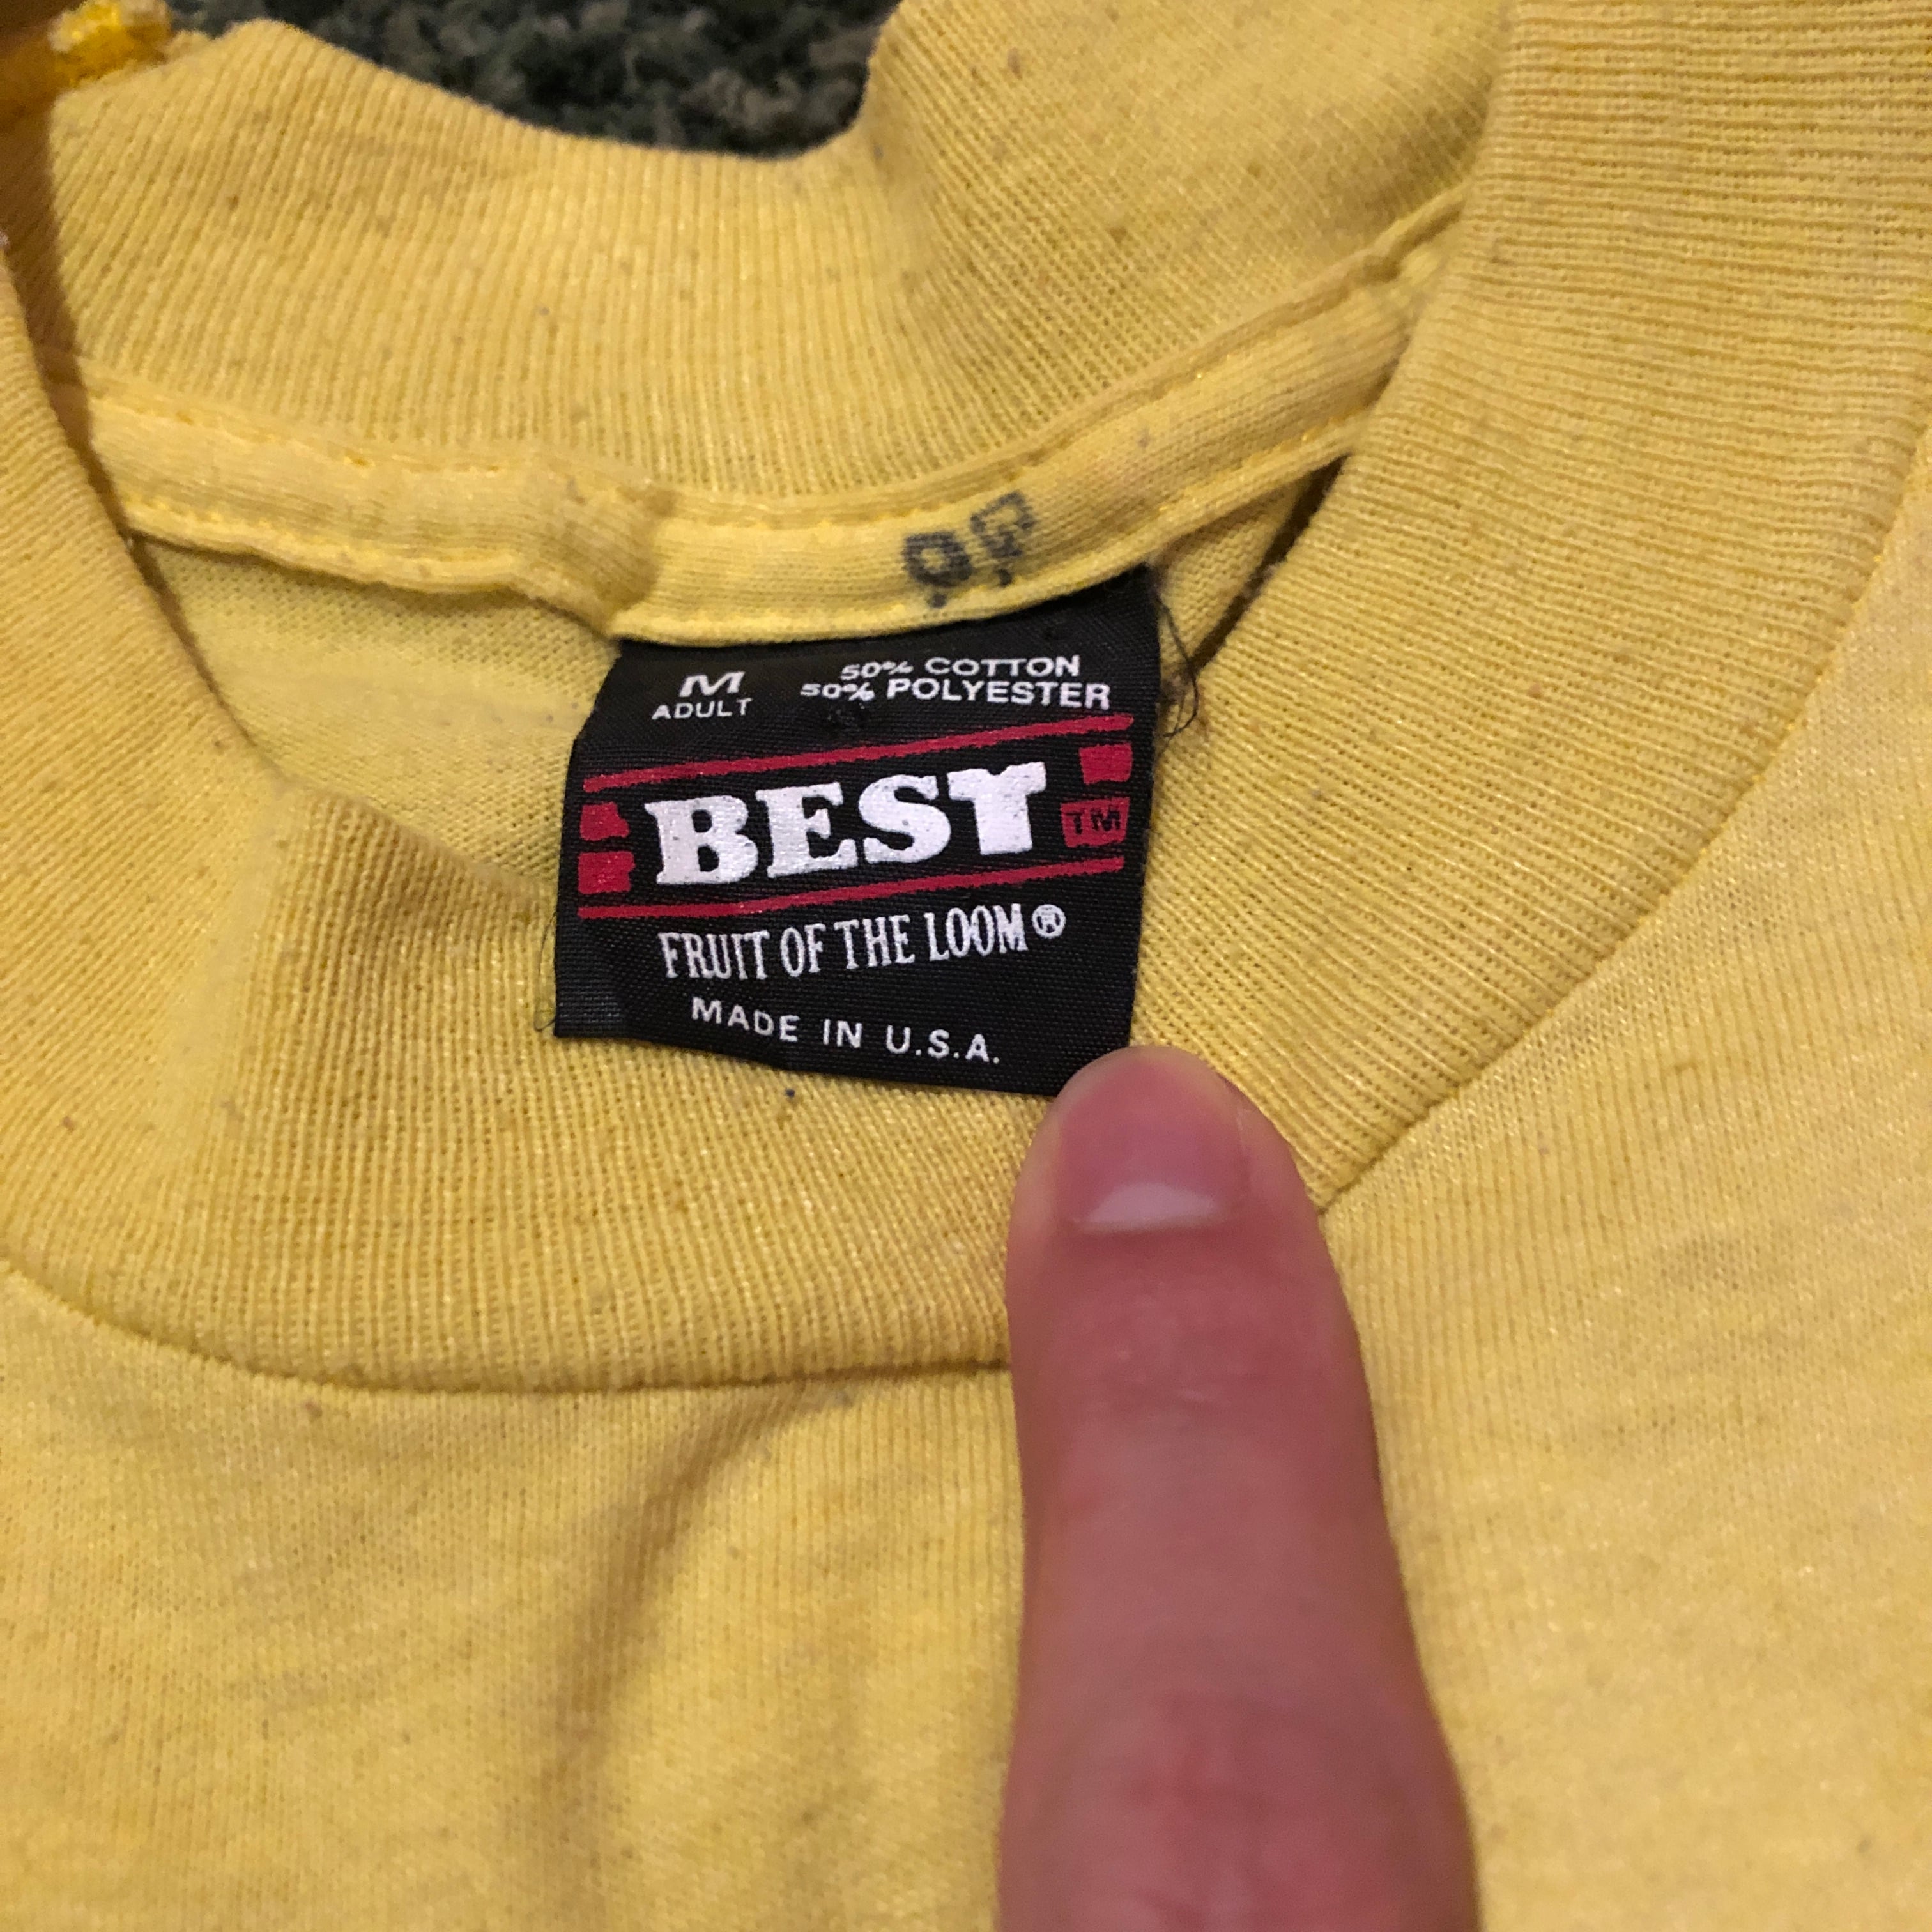 M
ADULT
50% COTTON
50% POLYESTER
BEST
TM
FRUIT OF THE LOOM®
MADE IN U.S.A.